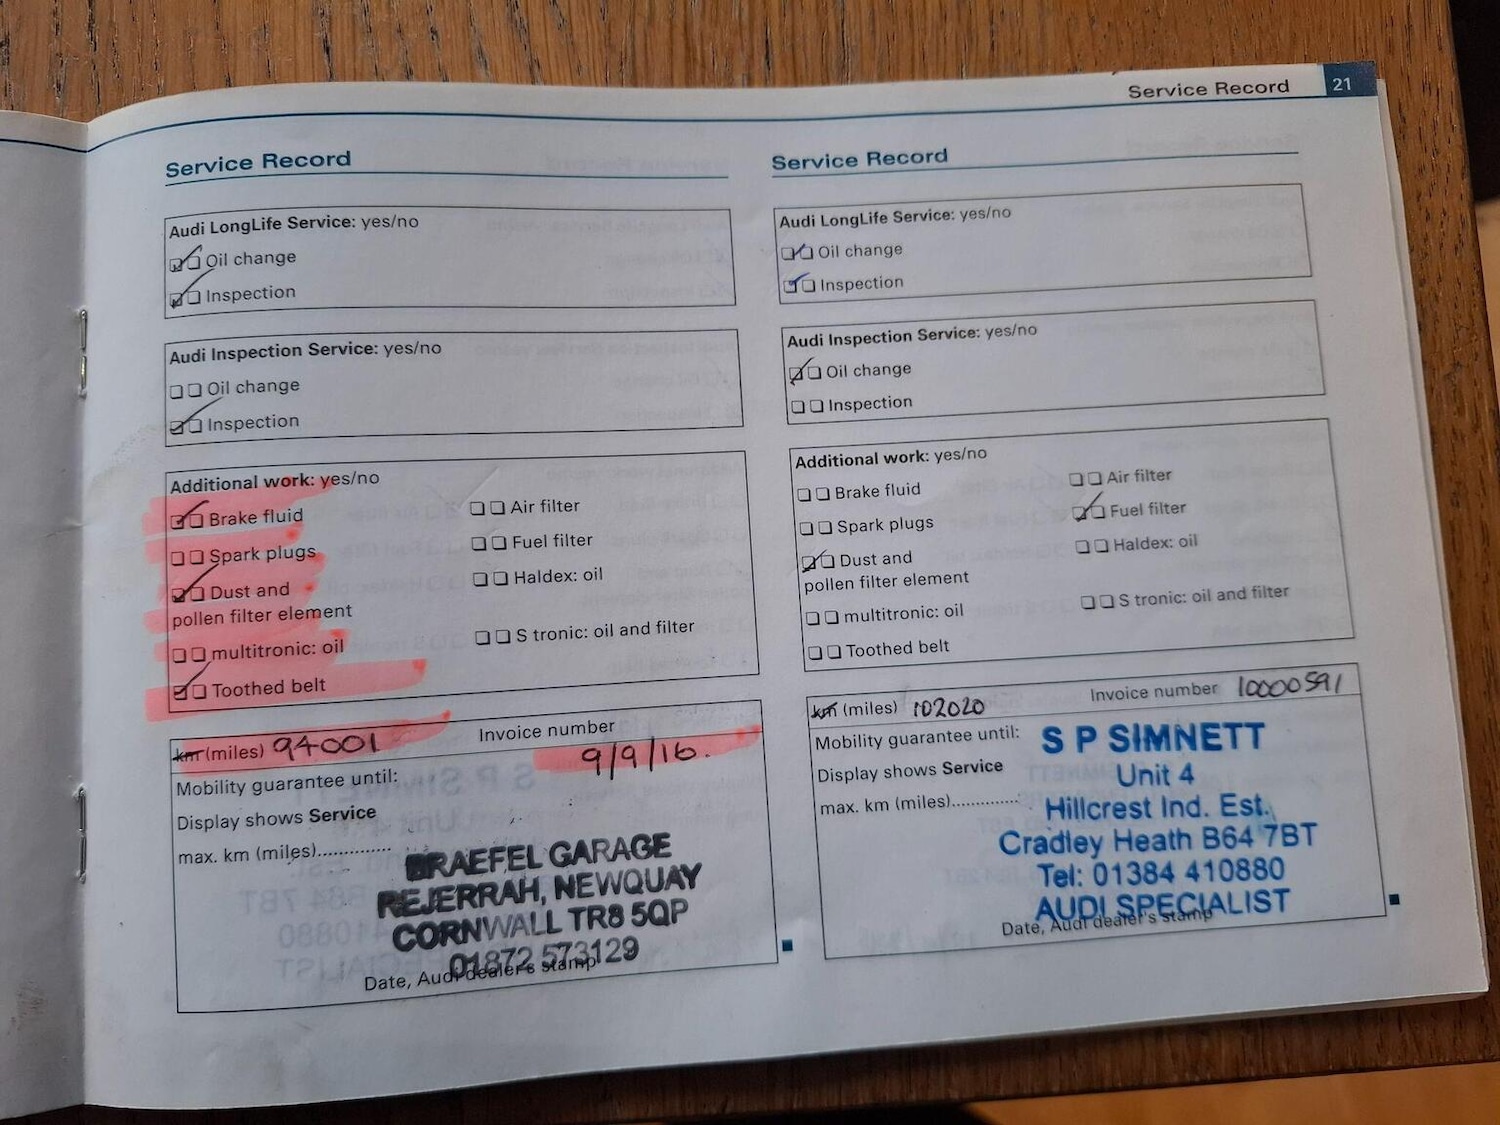 Service Record 21
Service Record
Audi LongLife Service: yes/no
Oil change
Inspection
Audi Inspection Service: yes/no
Oil change
Inspection
Additional work: yes/no
Brake fluid
Air filter
Spark plugs
Fuel filter
Dust and
pollen filter element
Haldex: oil
multitronic: oil
S tronic: oil and filter
Toothed belt
km (miles) 94001 Invoice number
9/9/16.
Mobility guarantee until:
Display shows Service
max. km (miles).............
BRAEFEL GARAGE
REJERRAH, NEWQUAY
CORNWALL TR8 5QP
01872 573129
Date, Audi dealer's stamp
Service Record
Audi LongLife Service: yes/no
Oil change
Inspection
Audi Inspection Service: yes/no
Oil change
Inspection
Additional work: yes/no
Brake fluid
Air filter
Spark plugs
Fuel filter
Dust and
pollen filter element
Haldex: oil
multitronic: oil
S tronic: oil and filter
Toothed belt
km (miles) 102020 Invoice number 10000591
Mobility guarantee until:
Display shows Service
max. km (miles).............
S P SIMNETT
Unit 4
Hillcrest Ind. Est.
Cradley Heath B64 7BT
Tel: 01384 410880
AUDI SPECIALIST
Date, Audi dealer's stamp